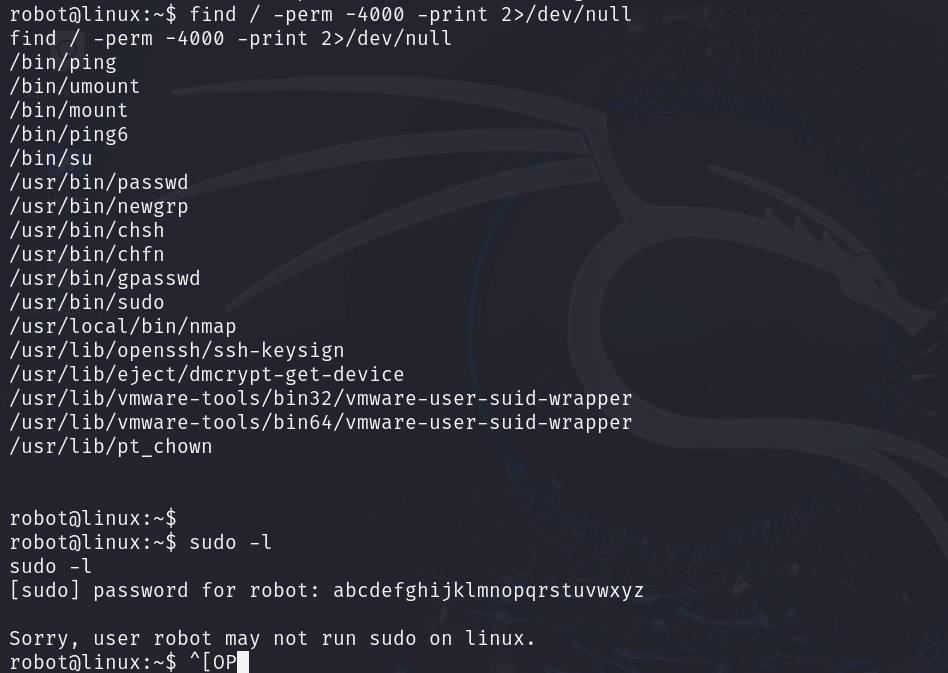 robot@linux:~$ find / -perm -4000 -print 2>/dev/null
find / -perm -4000 -print 2>/dev/null
/bin/ping
/bin/umount
/bin/mount
/bin/ping6
/bin/su
/usr/bin/passwd
/usr/bin/newgrp
/usr/bin/chsh
/usr/bin/chfn
/usr/bin/gpasswd
/usr/bin/sudo
/usr/local/bin/nmap
/usr/lib/openssh/ssh-keysign
/usr/lib/eject/dmcrypt-get-device
/usr/lib/vmware-tools/bin32/vmware-user-suid-wrapper
/usr/lib/vmware-tools/bin64/vmware-user-suid-wrapper
/usr/lib/pt_chown
robot@linux:~$
robot@linux:~$ sudo -l
sudo -l
[sudo] password for robot: abcdefghijklmnopqrstuvwxyz
Sorry, user robot may not run sudo on linux.
robot@linux:~$ ^[OP